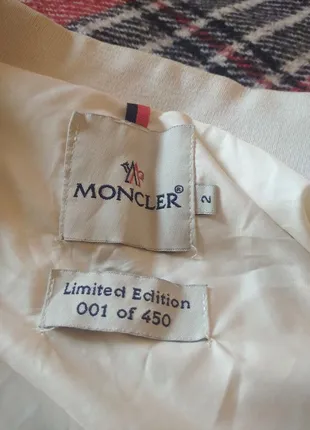 MONCLER®
2
Limited Edition
001 of 450